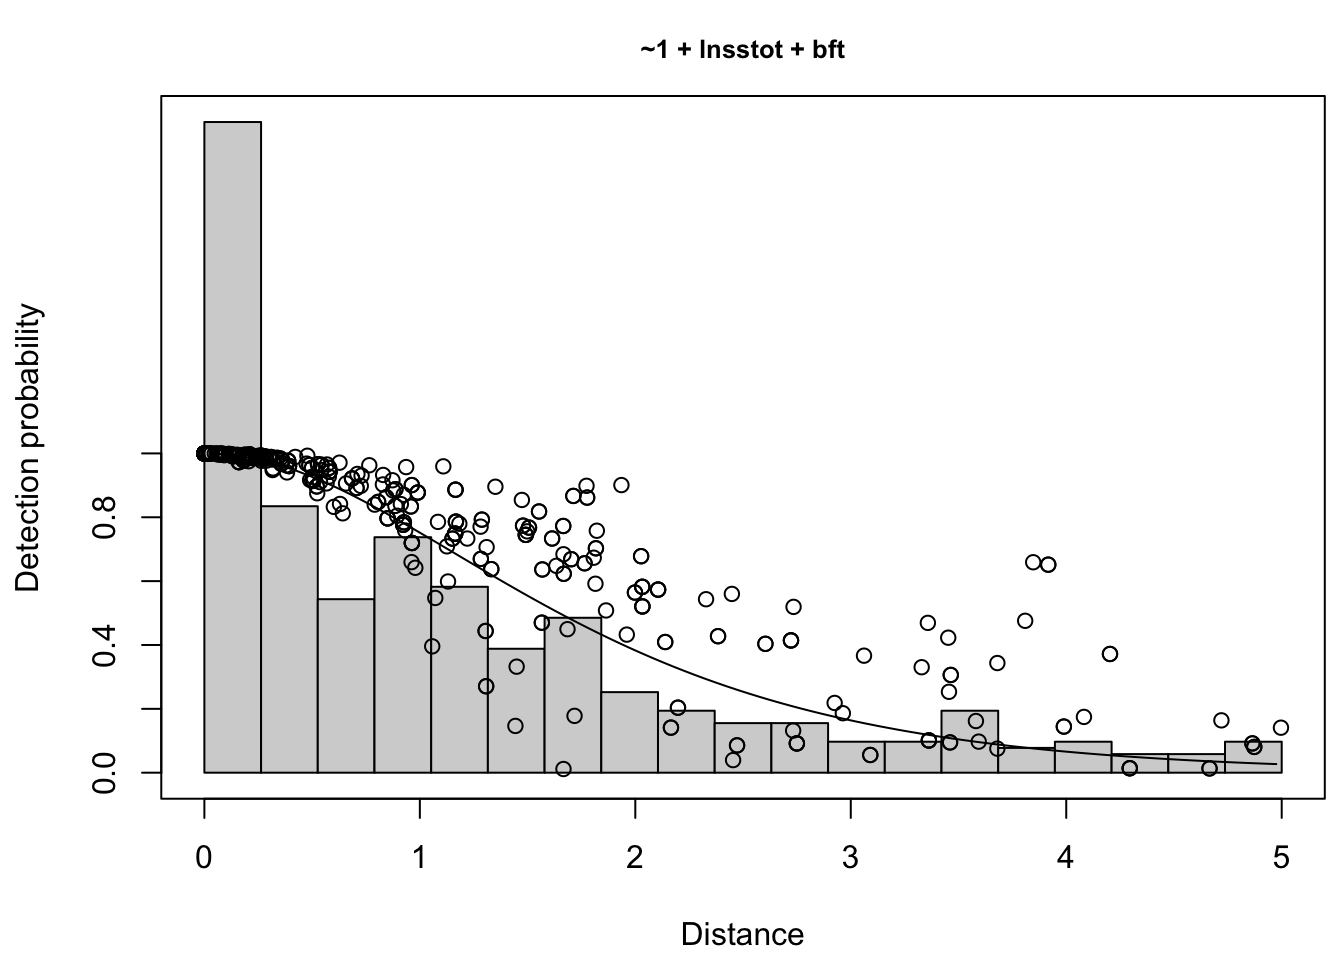 ~1 + lnsstot + bft
Detection probability
0.8
0.4
0.0
0 1 2 3 4 5
Distance